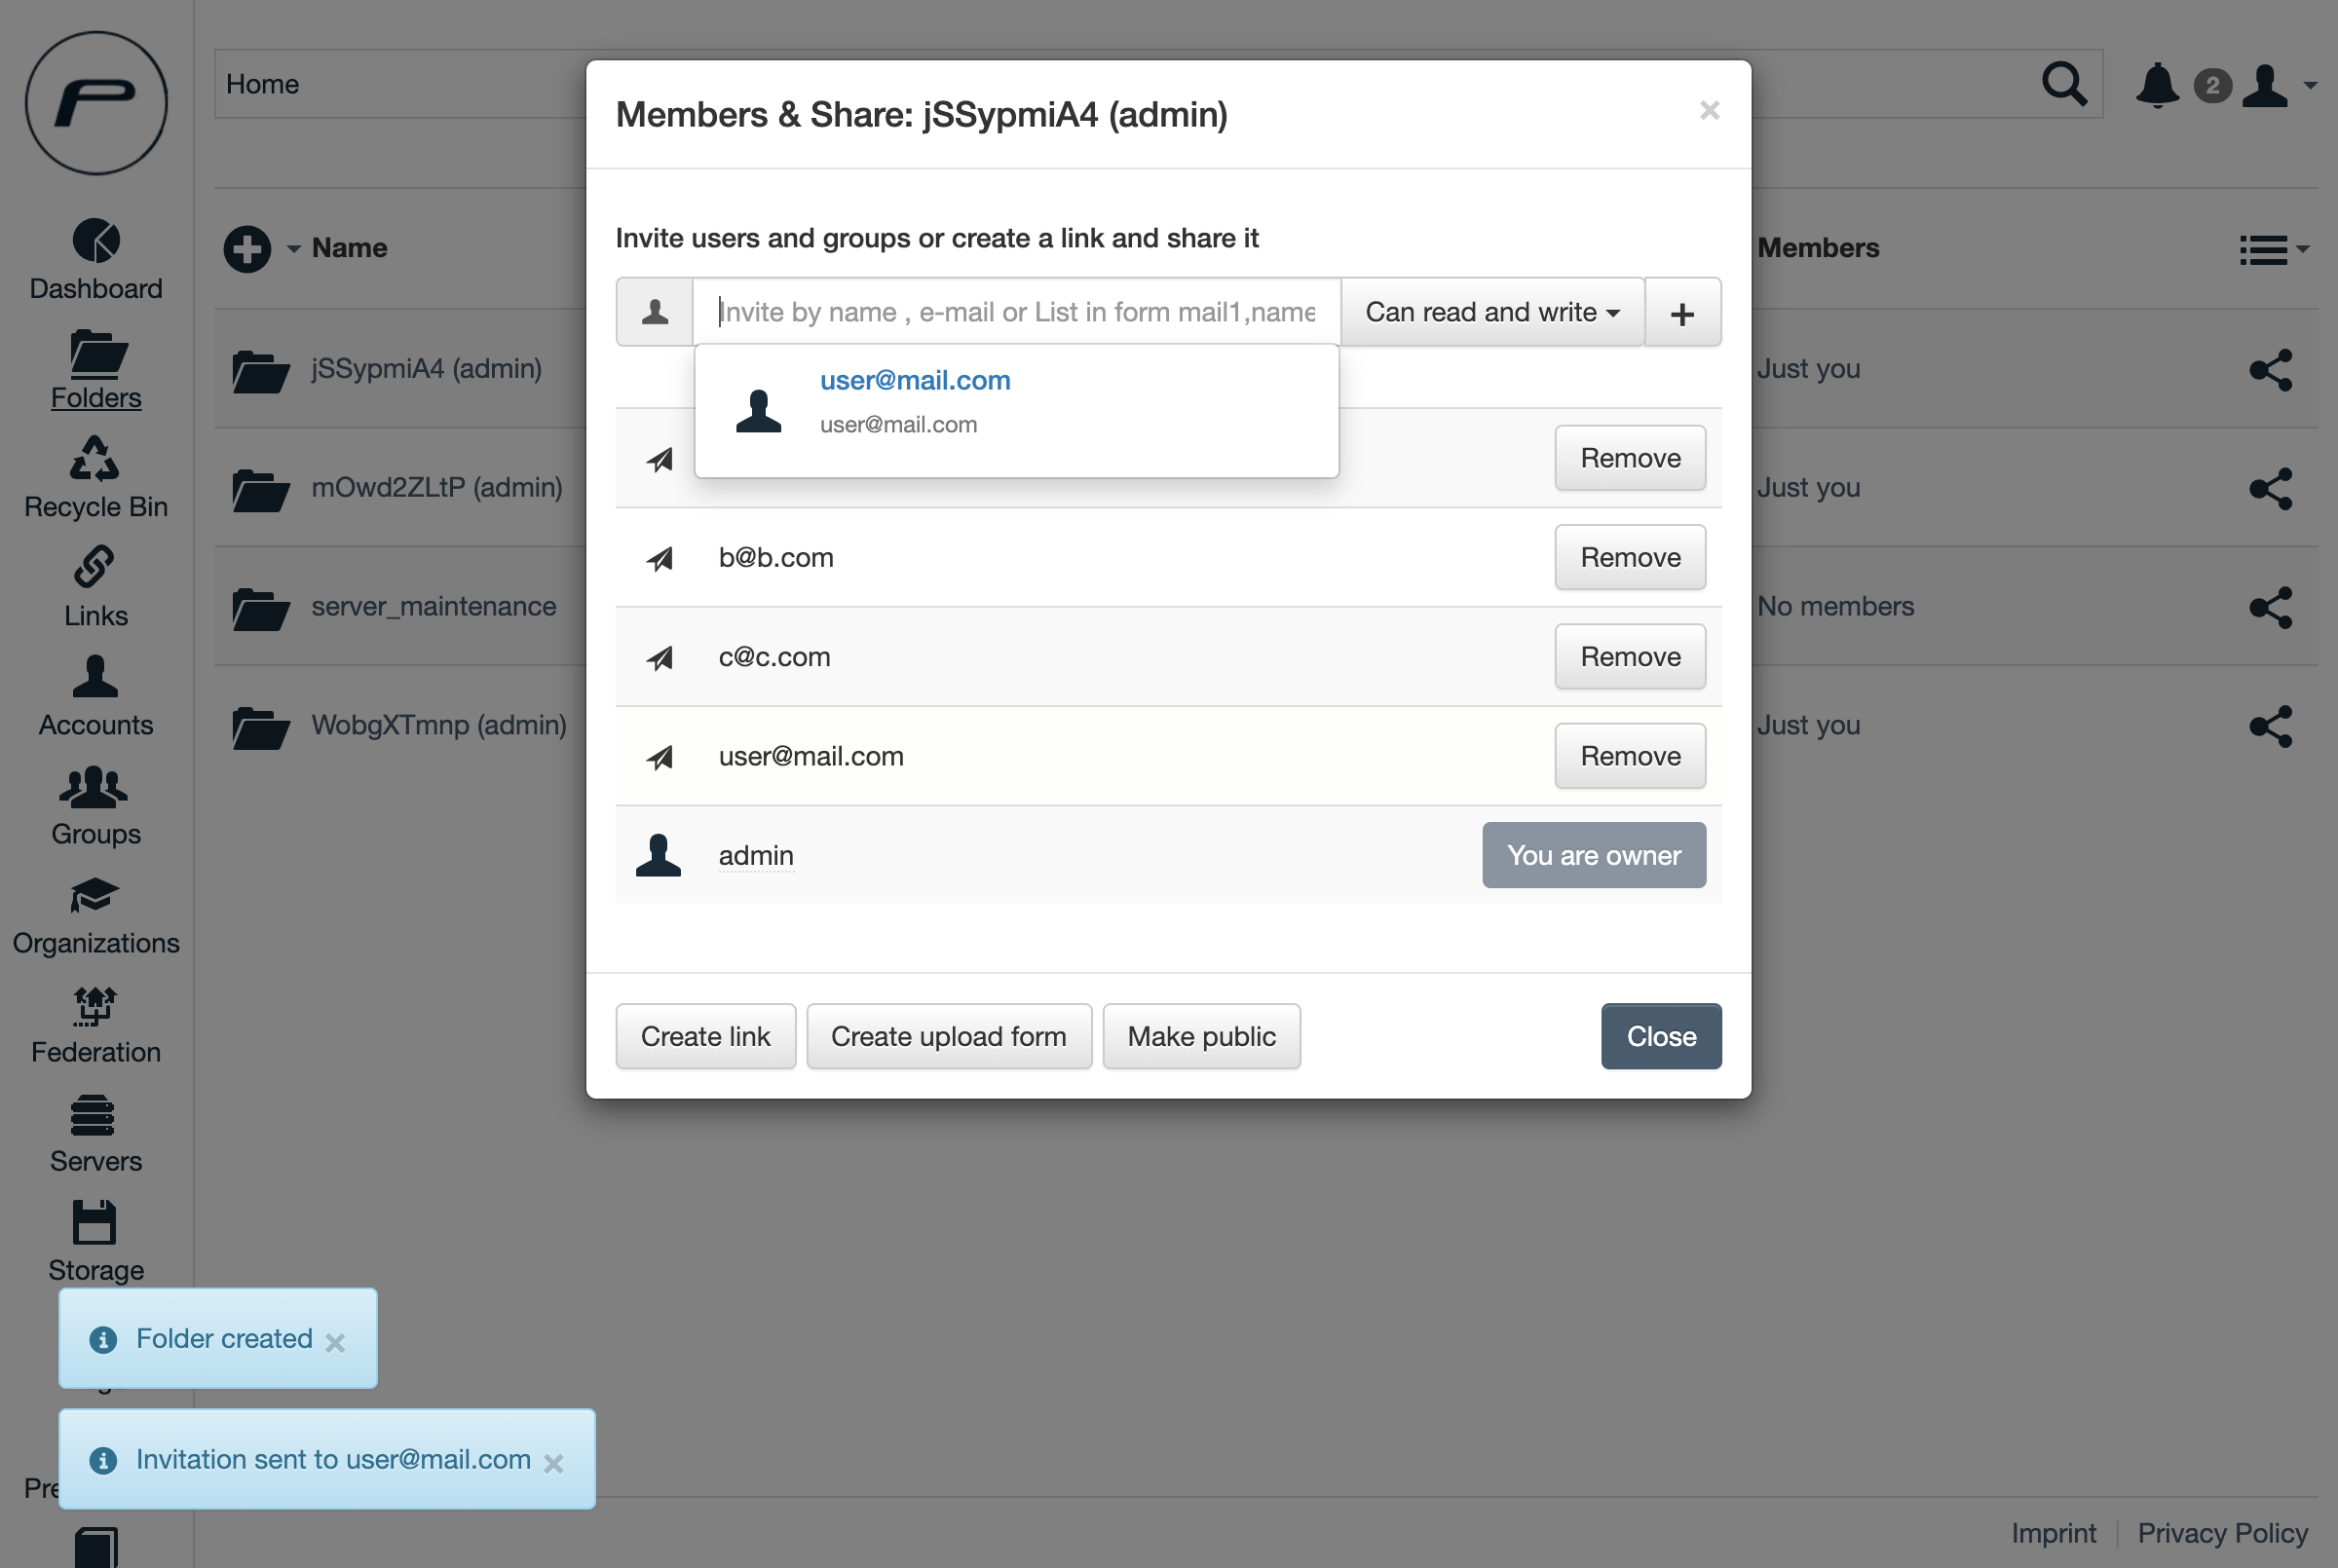 Home
2
Members & Share: jSSypmiA4 (admin)
×
Invite users and groups or create a link and share it
Invite by name , e-mail or List in form mail1,name
Can read and write
+
user@mail.com
user@mail.com
Remove
b@b.com
Remove
c@c.com
Remove
user@mail.com
Remove
admin
You are owner
Create link
Create upload form
Make public
Close
Name
Members
jSSypmiA4 (admin)
Just you
mOwd2ZLtP (admin)
Just you
server_maintenance
No members
WobgXTmnp (admin)
Just you
Dashboard
Folders
Recycle Bin
Links
Accounts
Groups
Organizations
Federation
Servers
Storage
Folder created ×
Invitation sent to user@mail.com ×
Imprint
Privacy Policy